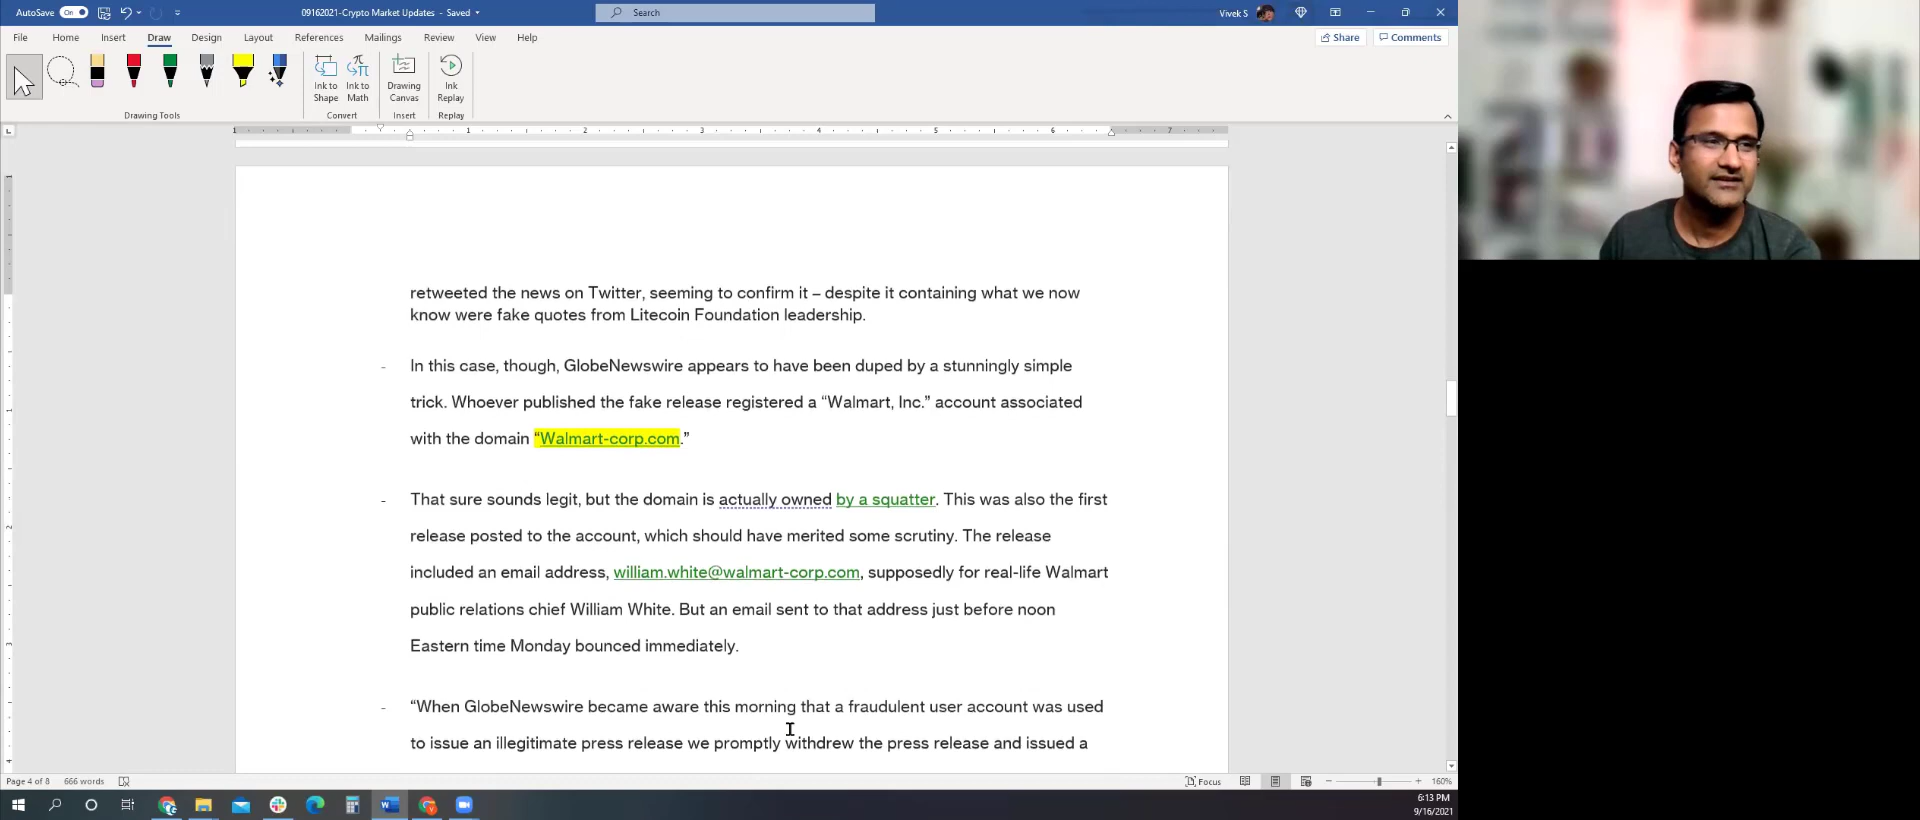 AutoSave On 09162021-Crypto Market Updates - Saved Search Vivek S
File Home Insert Draw Design Layout References Mailings Review View Help Share Comments
Ink to Shape Ink to Math Drawing Canvas Ink Replay
Drawing Tools Convert Insert Replay
1 1 2 3 4 5 6 7
retweeted the news on Twitter, seeming to confirm it – despite it containing what we now
know were fake quotes from Litecoin Foundation leadership.
- In this case, though, GlobeNewswire appears to have been duped by a stunningly simple
trick. Whoever published the fake release registered a “Walmart, Inc.” account associated
with the domain “Walmart-corp.com.”
- That sure sounds legit, but the domain is actually owned by a squatter. This was also the first
release posted to the account, which should have merited some scrutiny. The release
included an email address, william.white@walmart-corp.com, supposedly for real-life Walmart
public relations chief William White. But an email sent to that address just before noon
Eastern time Monday bounced immediately.
- “When GlobeNewswire became aware this morning that a fraudulent user account was used
to issue an illegitimate press release we promptly withdrew the press release and issued a
Page 4 of 8 666 words Focus 160%
6:13 PM
9/16/2021